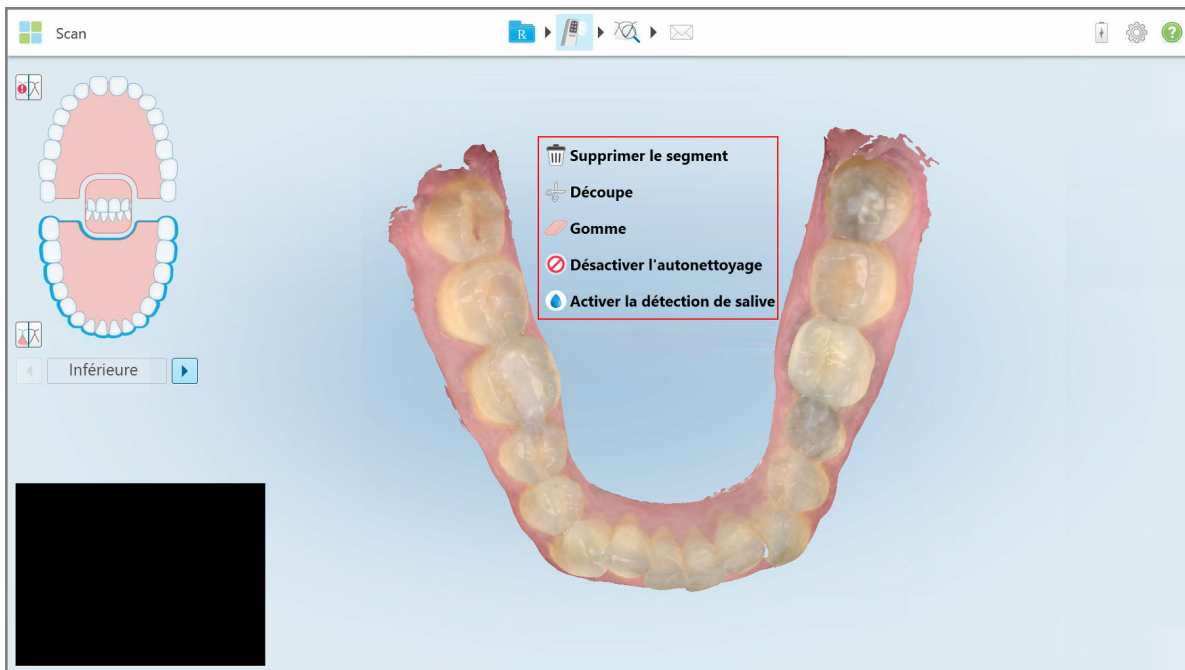 Scan
R
?
Supprimer le segment
Découpe
Gomme
Désactiver l'autonettoyage
Activer la détection de salive
Inférieure